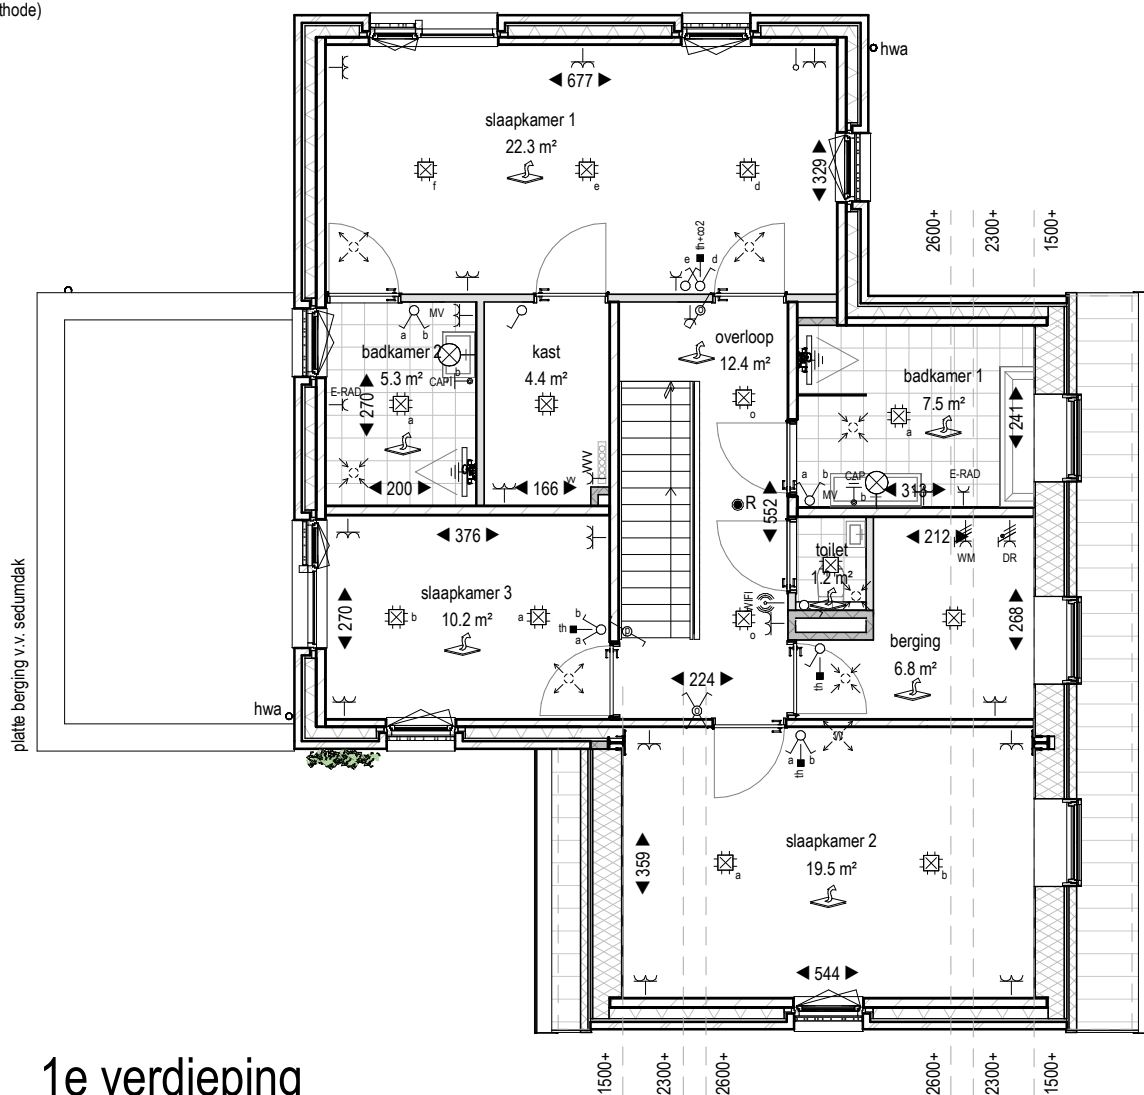 thode)
hwa
677
slaapkamer 1
22.3 m²
329
f
e
d
2600+
2300+
1500+
th+co2
e d
MV
a b
badkamer 2
5.3 m²
b
CAP
E-RAD
270
a
200
kast
4.4 m²
WV
w
166
overloop
12.4 m²
o
badkamer 1
7.5 m²
a
241
a b
MV
CAP
b
313
E-RAD
R
552
376
slaapkamer 3
10.2 m²
270
b
a
b
th
a
toilet
1.2 m²
212
WM
DR
WIFI
o
268
berging
6.8 m²
th
224
platte berging v.v. sedumdak
hwa
a b
th
slaapkamer 2
19.5 m²
359
a
b
544
1500+
2300+
2600+
2600+
2300+
1500+
1e verdieping